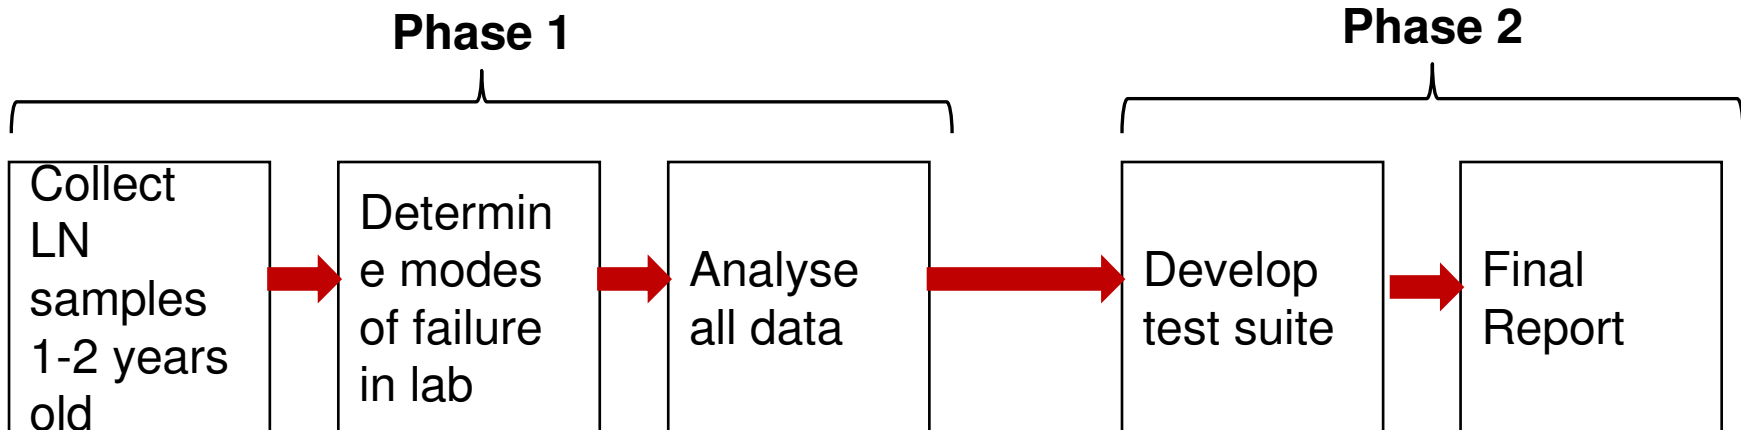 Phase 1
Phase 2
Collect
LN
samples
1-2 years
old
Determin
e modes
of failure
in lab
Analyse
all data
Develop
test suite
Final
Report